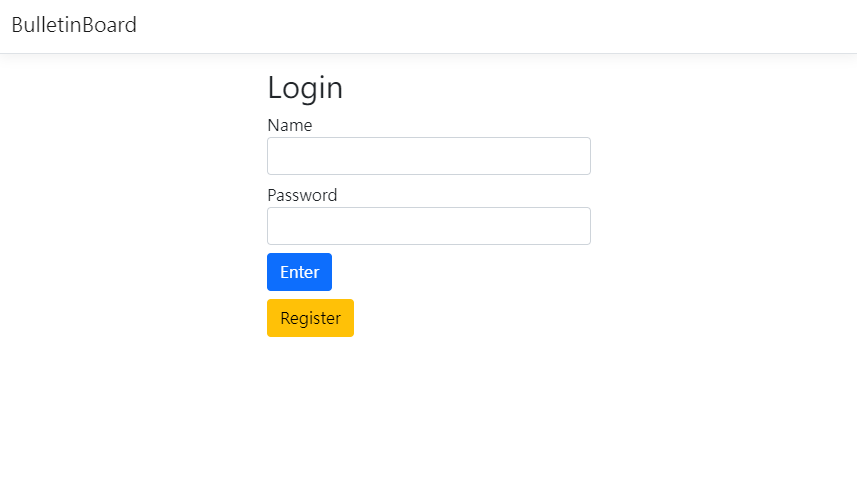 BulletinBoard
Login
Name
Password
Enter
Register